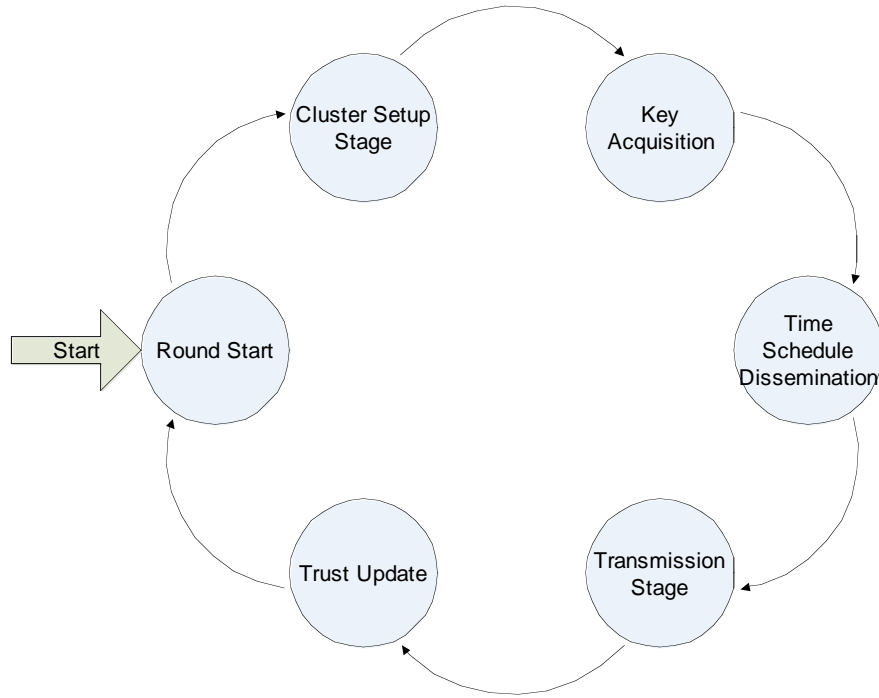 Cluster Setup
Stage
Key
Acquisition
Time
Schedule
Dissemination
Transmission
Stage
Trust Update
Round Start
Start